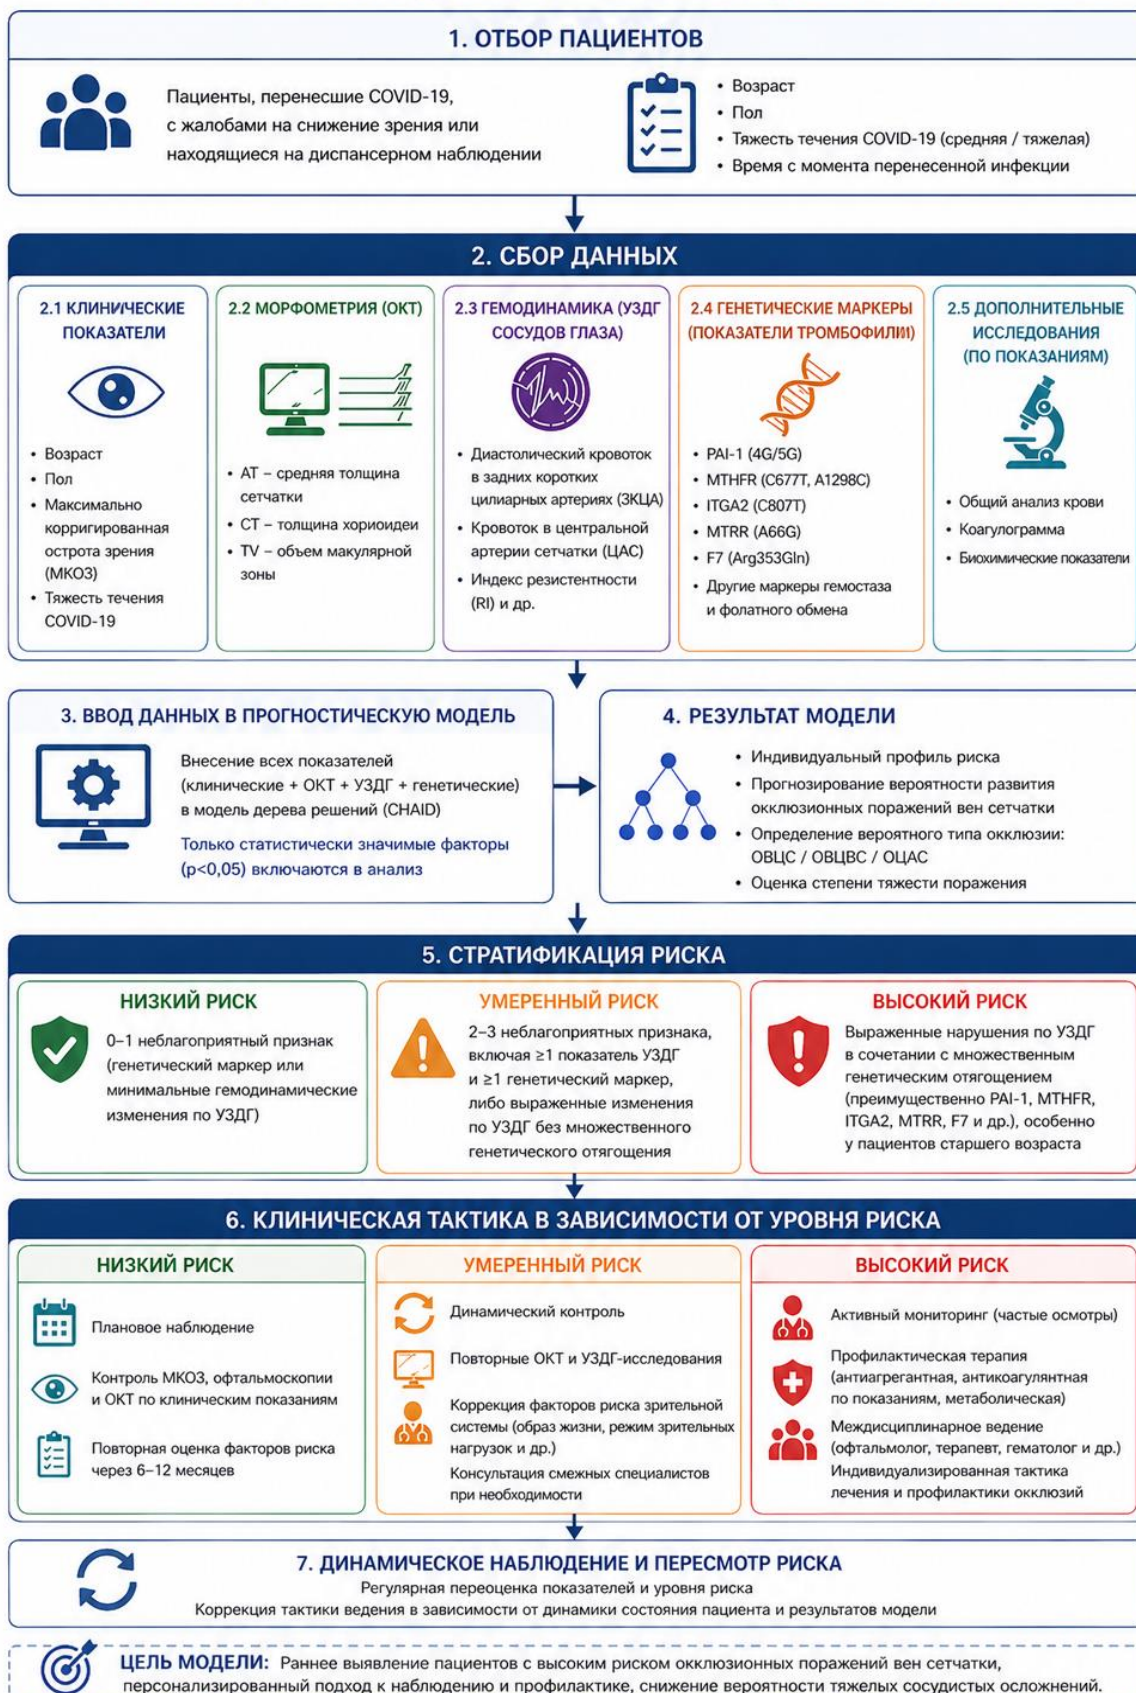 1. ОТБОР ПАЦИЕНТОВ
Пациенты, перенесшие COVID-19,
с жалобами на снижение зрения или
находящиеся на диспансерном наблюдении
• Возраст
• Пол
• Тяжесть течения COVID-19 (средняя / тяжелая)
• Время с момента перенесенной инфекции
2. СБОР ДАННЫХ
2.1 КЛИНИЧЕСКИЕ
ПОКАЗАТЕЛИ
• Возраст
• Пол
• Максимально
корригированная
острота зрения
(МКОЗ)
• Тяжесть течения
COVID-19
2.2 МОРФОМЕТРИЯ (ОКТ)
• АТ – средняя толщина
сетчатки
• СТ – толщина хориоидеи
• TV – объем макулярной
зоны
2.3 ГЕМОДИНАМИКА (УЗДГ
СОСУДОВ ГЛАЗА)
• Диастолический кровоток
в задних коротких
цилиарных артериях (ЗКЦА)
• Кровоток в центральной
артерии сетчатки (ЦАС)
• Индекс резистентности
(RI) и др.
2.4 ГЕНЕТИЧЕСКИЕ МАРКЕРЫ
(ПОКАЗАТЕЛИ ТРОМБОФИЛИИ)
• PAI-1 (4G/5G)
• MTHFR (C677T, A1298C)
• ITGA2 (C807T)
• MTRR (A66G)
• F7 (Arg353Gln)
• Другие маркеры гемостаза
и фолатного обмена
2.5 ДОПОЛНИТЕЛЬНЫЕ
ИССЛЕДОВАНИЯ
(ПО ПОКАЗАНИЯМ)
• Общий анализ крови
• Коагулограмма
• Биохимические показатели
3. ВВОД ДАННЫХ В ПРОГНОСТИЧЕСКУЮ МОДЕЛЬ
Внесение всех показателей
(клинические + ОКТ + УЗДГ + генетические)
в модель дерева решений (CHAID)
Только статистически значимые факторы
(p<0,05) включаются в анализ
4. РЕЗУЛЬТАТ МОДЕЛИ
• Индивидуальный профиль риска
• Прогнозирование вероятности развития
окклюзионных поражений вен сетчатки
• Определение вероятного типа окклюзии:
ОВЦС / ОВЦВС / ОЦАС
• Оценка степени тяжести поражения
5. СТРАТИФИКАЦИЯ РИСКА
НИЗКИЙ РИСК
0–1 неблагоприятный признак
(генетический маркер или
минимальные гемодинамические
изменения по УЗДГ)
УМЕРЕННЫЙ РИСК
2–3 неблагоприятных признака,
включая ≥1 показатель УЗДГ
и ≥1 генетический маркер,
либо выраженные изменения
по УЗДГ без множественного
генетического отягощения
ВЫСОКИЙ РИСК
Выраженные нарушения по УЗДГ
в сочетании с множественным
генетическим отягощением
(преимущественно PAI-1, MTHFR,
ITGA2, MTRR, F7 и др.), особенно
у пациентов старшего возраста
6. КЛИНИЧЕСКАЯ ТАКТИКА В ЗАВИСИМОСТИ ОТ УРОВНЯ РИСКА
НИЗКИЙ РИСК
Плановое наблюдение
Контроль МКОЗ, офтальмоскопии
и ОКТ по клиническим показаниям
Повторная оценка факторов риска
через 6–12 месяцев
УМЕРЕННЫЙ РИСК
Динамический контроль
Повторные ОКТ и УЗДГ-исследования
Коррекция факторов риска зрительной
системы (образ жизни, режим зрительных
нагрузок и др.)
Консультация смежных специалистов
при необходимости
ВЫСОКИЙ РИСК
Активный мониторинг (частые осмотры)
Профилактическая терапия
(антиагрегантная, антикоагулянтная
по показаниям, метаболическая)
Междисциплинарное ведение
(офтальмолог, терапевт, гематолог и др.)
Индивидуализированная тактика
лечения и профилактики окклюзий
7. ДИНАМИЧЕСКОЕ НАБЛЮДЕНИЕ И ПЕРЕСМОТР РИСКА
Регулярная переоценка показателей и уровня риска
Коррекция тактики ведения в зависимости от динамики состояния пациента и результатов модели
ЦЕЛЬ МОДЕЛИ: Раннее выявление пациентов с высоким риском окклюзионных поражений вен сетчатки,
персонализированный подход к наблюдению и профилактике, снижение вероятности тяжелых сосудистых осложнений.